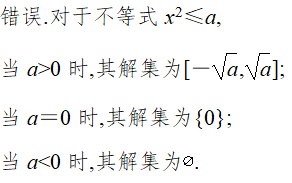 错误.对于不等式 x²≤a,
当 a>0 时,其解集为[-√a,√a];
当 a＝0 时,其解集为{0};
当 a<0 时,其解集为∅.